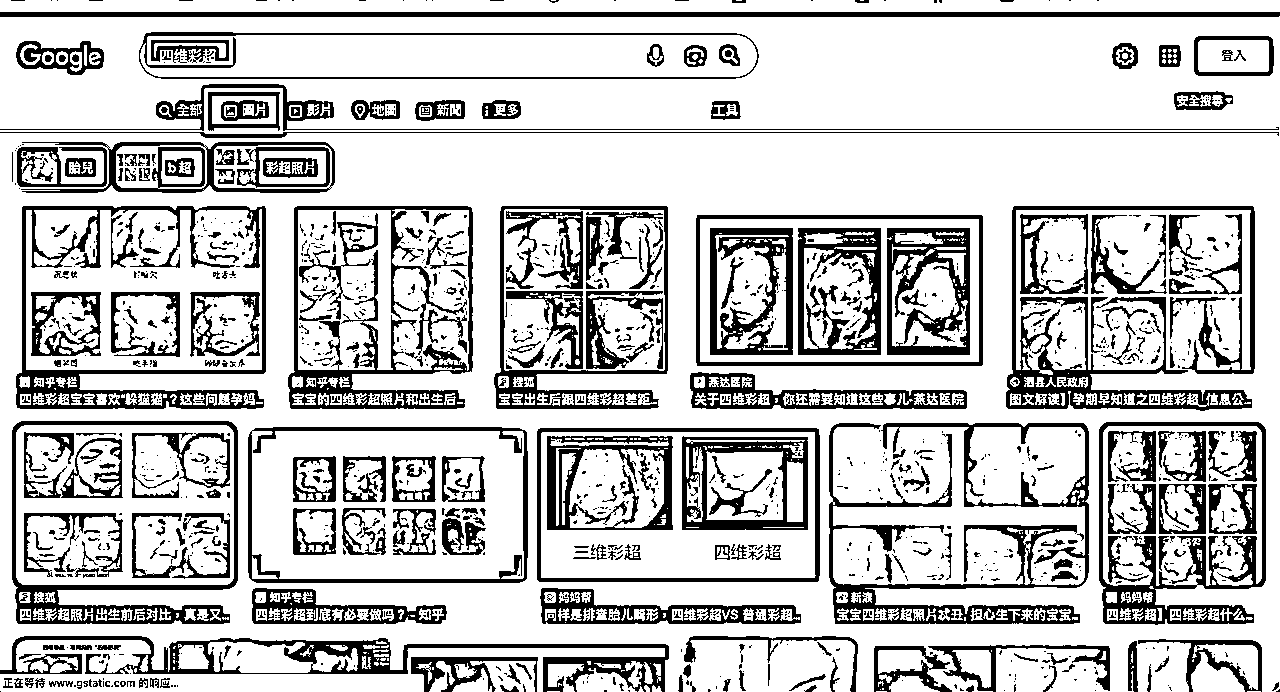 Google
四维彩超
登入
全部 圖片 影片 地圖 新聞 更多 工具
安全搜尋
胎兒 b超 彩超照片
知乎专栏
四维彩超宝宝喜欢“躲猫猫”？这些问题孕妈...
知乎专栏
宝宝的四维彩超照片和出生后...
搜狐
宝宝出生后跟四维彩超差距...
燕达医院
关于四维彩超，你还需要知道这些事儿-燕达医院
泗县人民政府
图文解读】「孕期早知道之四维彩超_信息公...
三维彩超 四维彩超
搜狐
四维彩超照片出生前后对比，真是又...
知乎专栏
四维彩超到底有必要做吗？ - 知乎
妈妈帮
同样是排查胎儿畸形，四维彩超VS 普通彩超...
新浪
宝宝四维彩超照片忒丑, 担心生下来的宝宝...
妈妈帮
四维彩超】_四维彩超什么...
正在等待 www.gstatic.com 的响应...